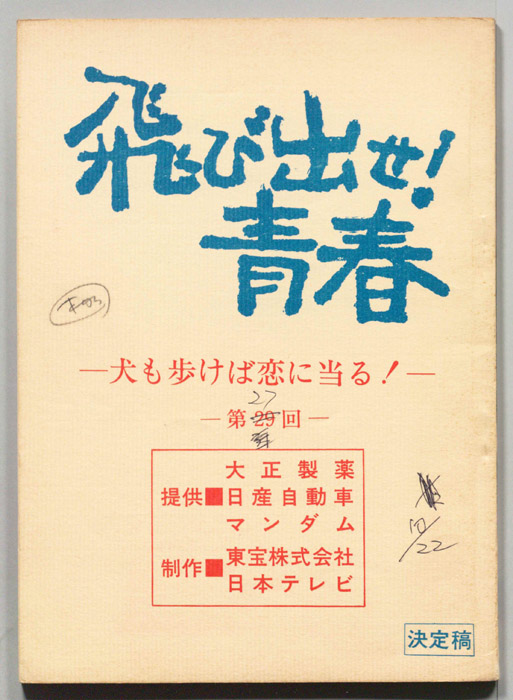 飛び出せ!
青春
—犬も歩けば恋に当る!—
27
—第29回—
提供■大正製薬
日産自動車
マンダム
制作■東宝株式会社
日本テレビ
10/22
決定稿